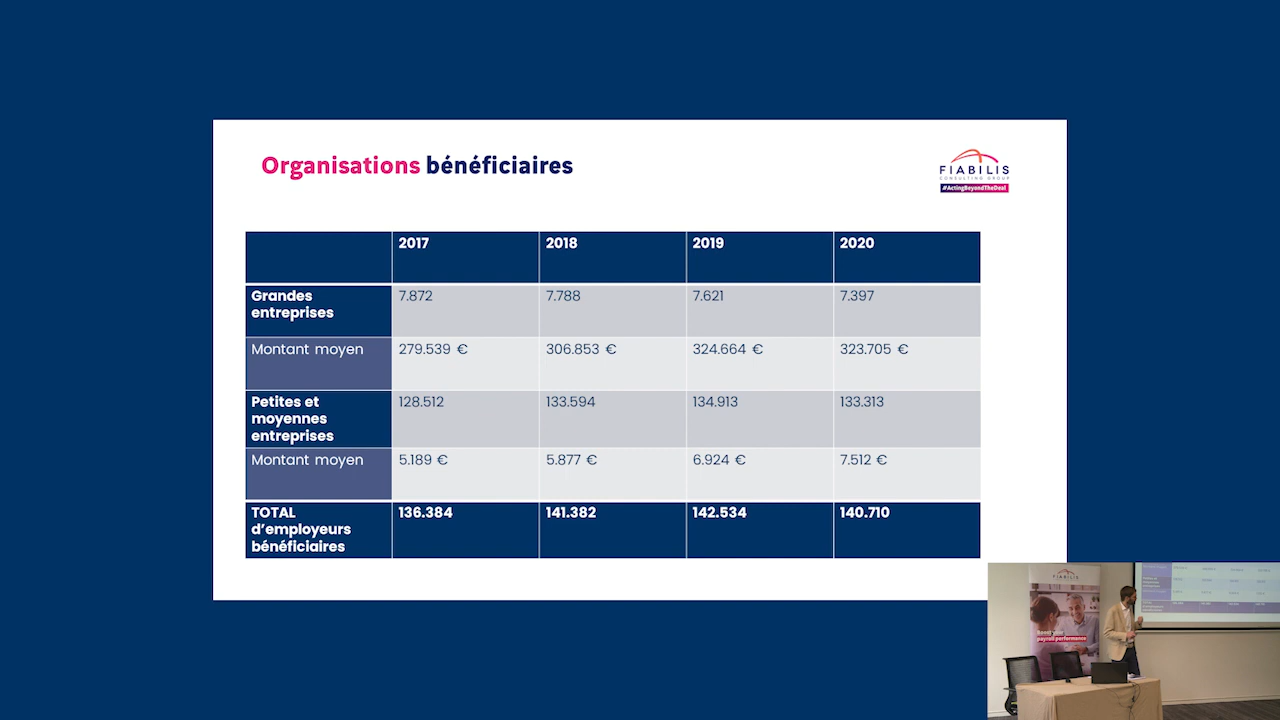 Organisations bénéficiaires
FIABILIS
CONSULTING GROUP
#ActingBeyondTheDeal
2017 2018 2019 2020
Grandes
entreprises
7.872 7.788 7.621 7.397
Montant moyen 279.539 € 306.853 € 324.664 € 323.705 €
Petites et
moyennes
entreprises
128.512 133.594 134.913 133.313
Montant moyen 5.189 € 5.877 € 6.924 € 7.512 €
TOTAL
d’employeurs
bénéficiaires
136.384 141.382 142.534 140.710
FIABILIS
Boost your
payroll performance